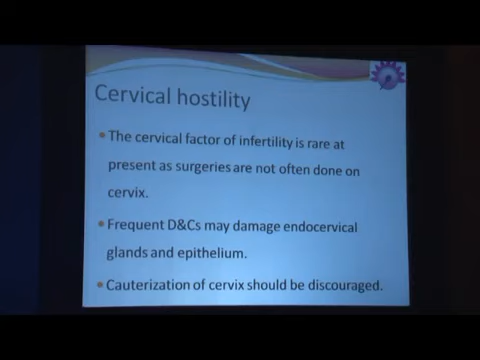 Cervical hostility
• The cervical factor of infertility is rare at
present as surgeries are not often done on
cervix.
• Frequent D&Cs may damage endocervical
glands and epithelium.
• Cauterization of cervix should be discouraged.